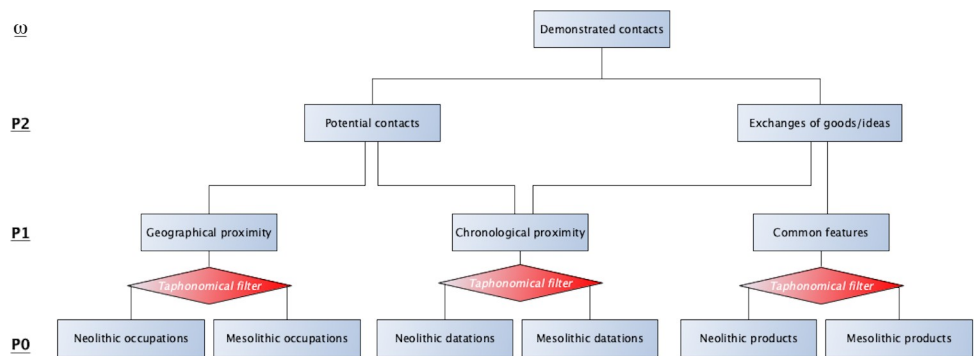 ω
Demonstrated contacts
P2
Potential contacts
Exchanges of goods/ideas
P1
Geographical proximity
Chronological proximity
Common features
Taphonomical filter
Taphonomical filter
Taphonomical filter
P0
Neolithic occupations
Mesolithic occupations
Neolithic datations
Mesolithic datations
Neolithic products
Mesolithic products